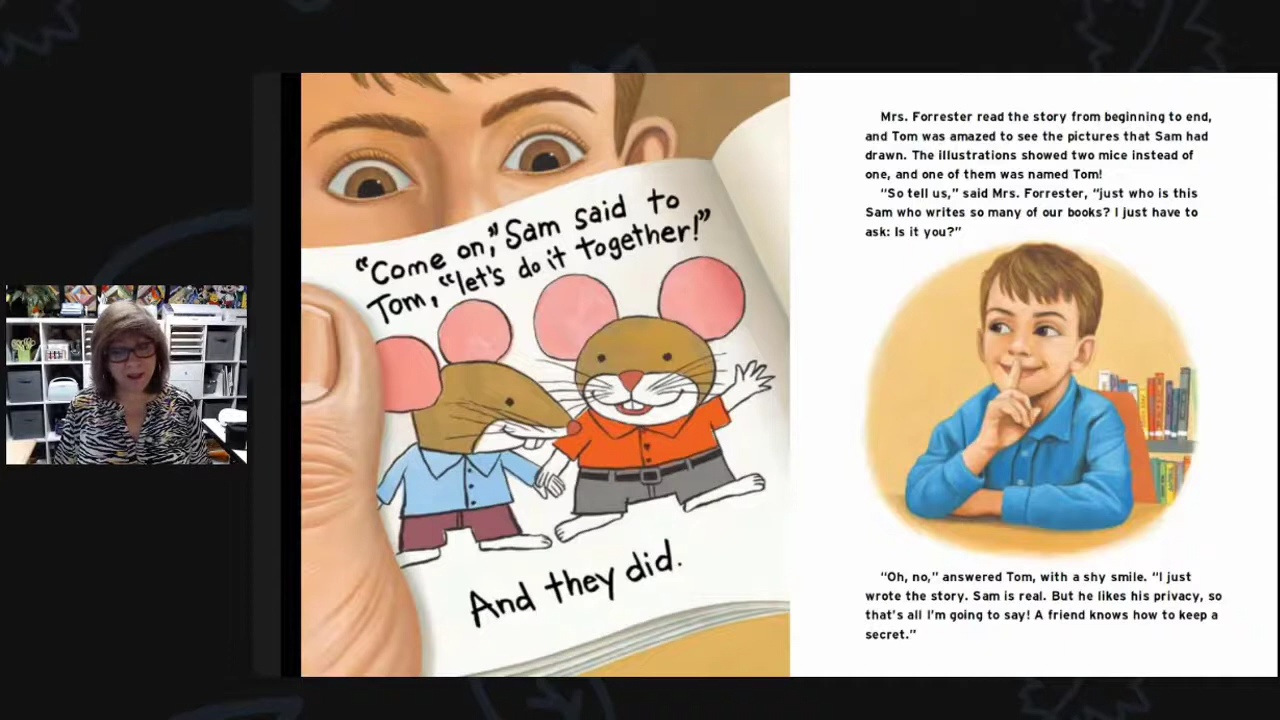 “Come on,” Sam said to
Tom, “let’s do it together!”
And they did.
Mrs. Forrester read the story from beginning to end,
and Tom was amazed to see the pictures that Sam had
drawn. The illustrations showed two mice instead of
one, and one of them was named Tom!
“So tell us,” said Mrs. Forrester, “just who is this
Sam who writes so many of our books? I just have to
ask: Is it you?”
“Oh, no,” answered Tom, with a shy smile. “I just
wrote the story. Sam is real. But he likes his privacy, so
that’s all I’m going to say! A friend knows how to keep a
secret.”